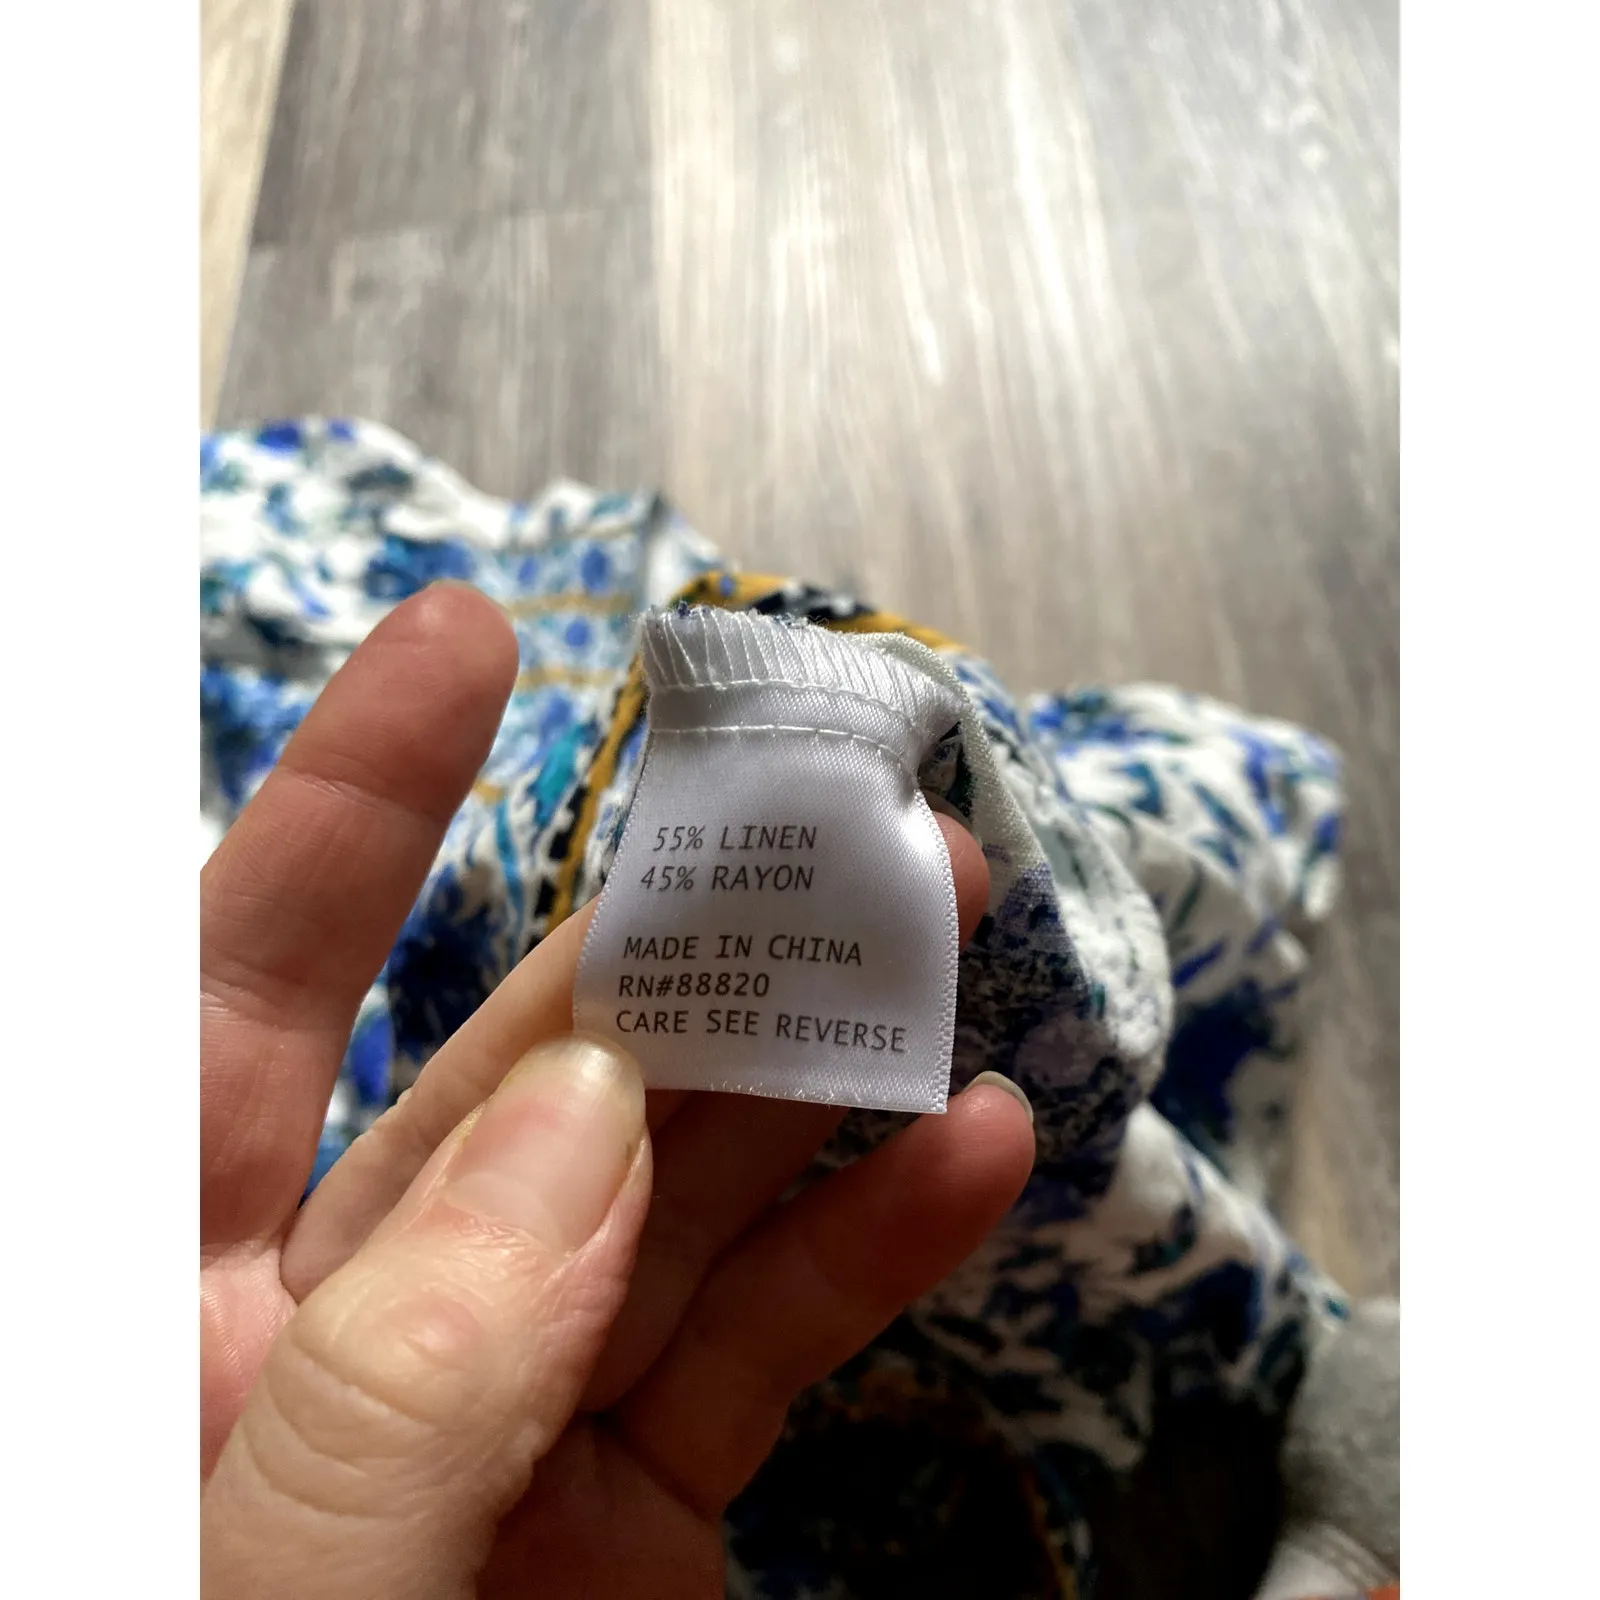 55% LINEN
45% RAYON
MADE IN CHINA
RN#88820
CARE SEE REVERSE